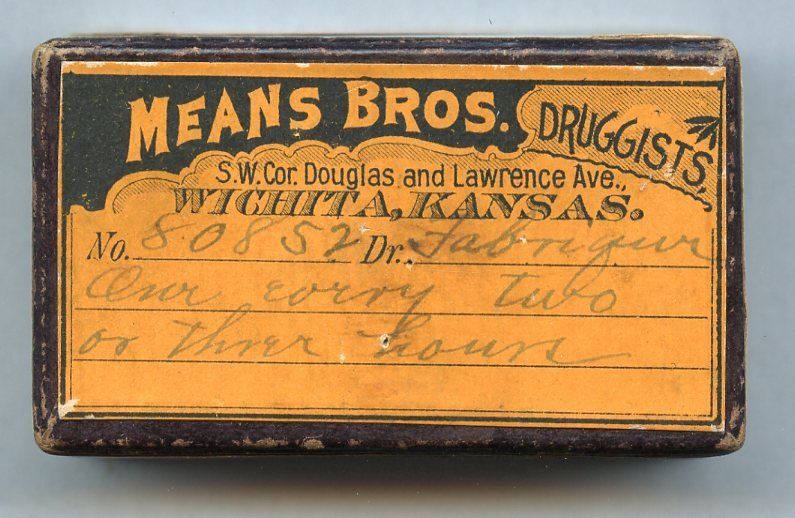 MEANS BROS. DRUGGISTS,
S.W. Cor. Douglas and Lawrence Ave.,
WICHITA, KANSAS.
No. 80852 Dr. Fabrique
One every two
or three hours